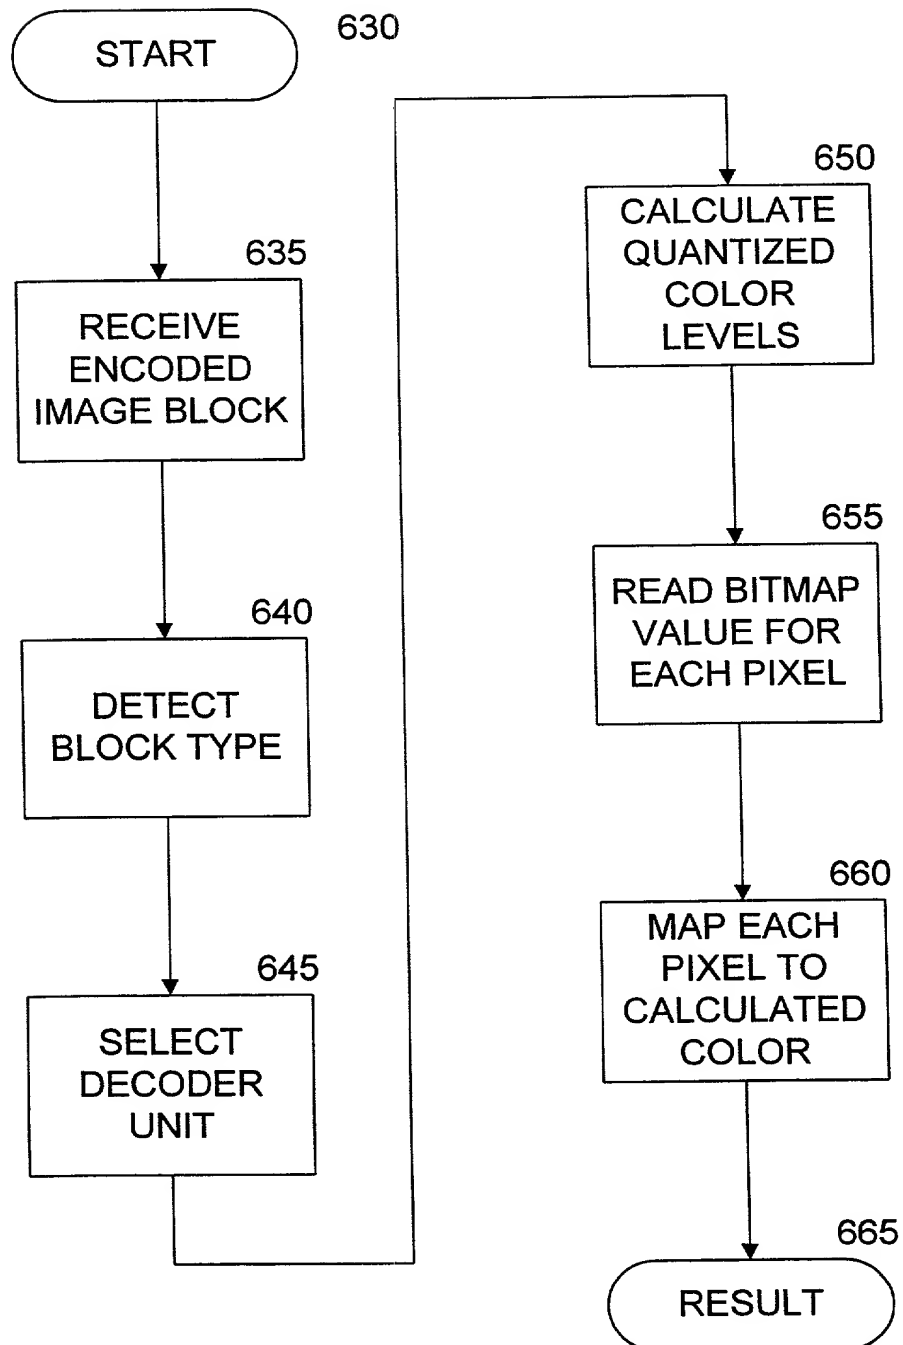 START
630
635
RECEIVE
ENCODED
IMAGE BLOCK
640
DETECT
BLOCK TYPE
645
SELECT
DECODER
UNIT
650
CALCULATE
QUANTIZED
COLOR
LEVELS
655
READ BITMAP
VALUE FOR
EACH PIXEL
660
MAP EACH
PIXEL TO
CALCULATED
COLOR
665
RESULT